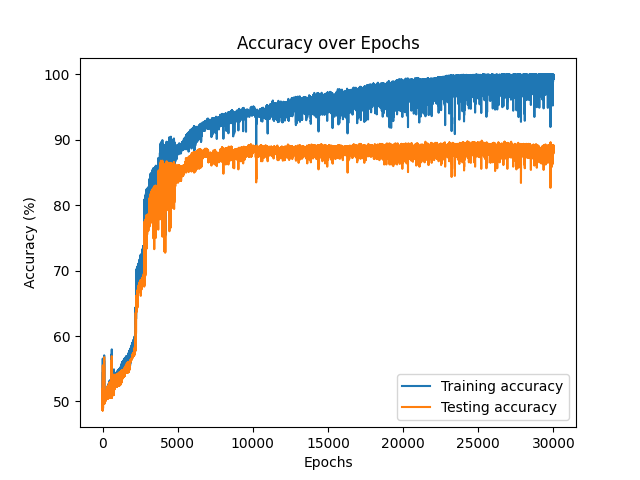 Accuracy over Epochs
Accuracy (%)
100
90
80
70
60
50
0
5000
10000
15000
20000
25000
30000
Epochs
Training accuracy
Testing accuracy